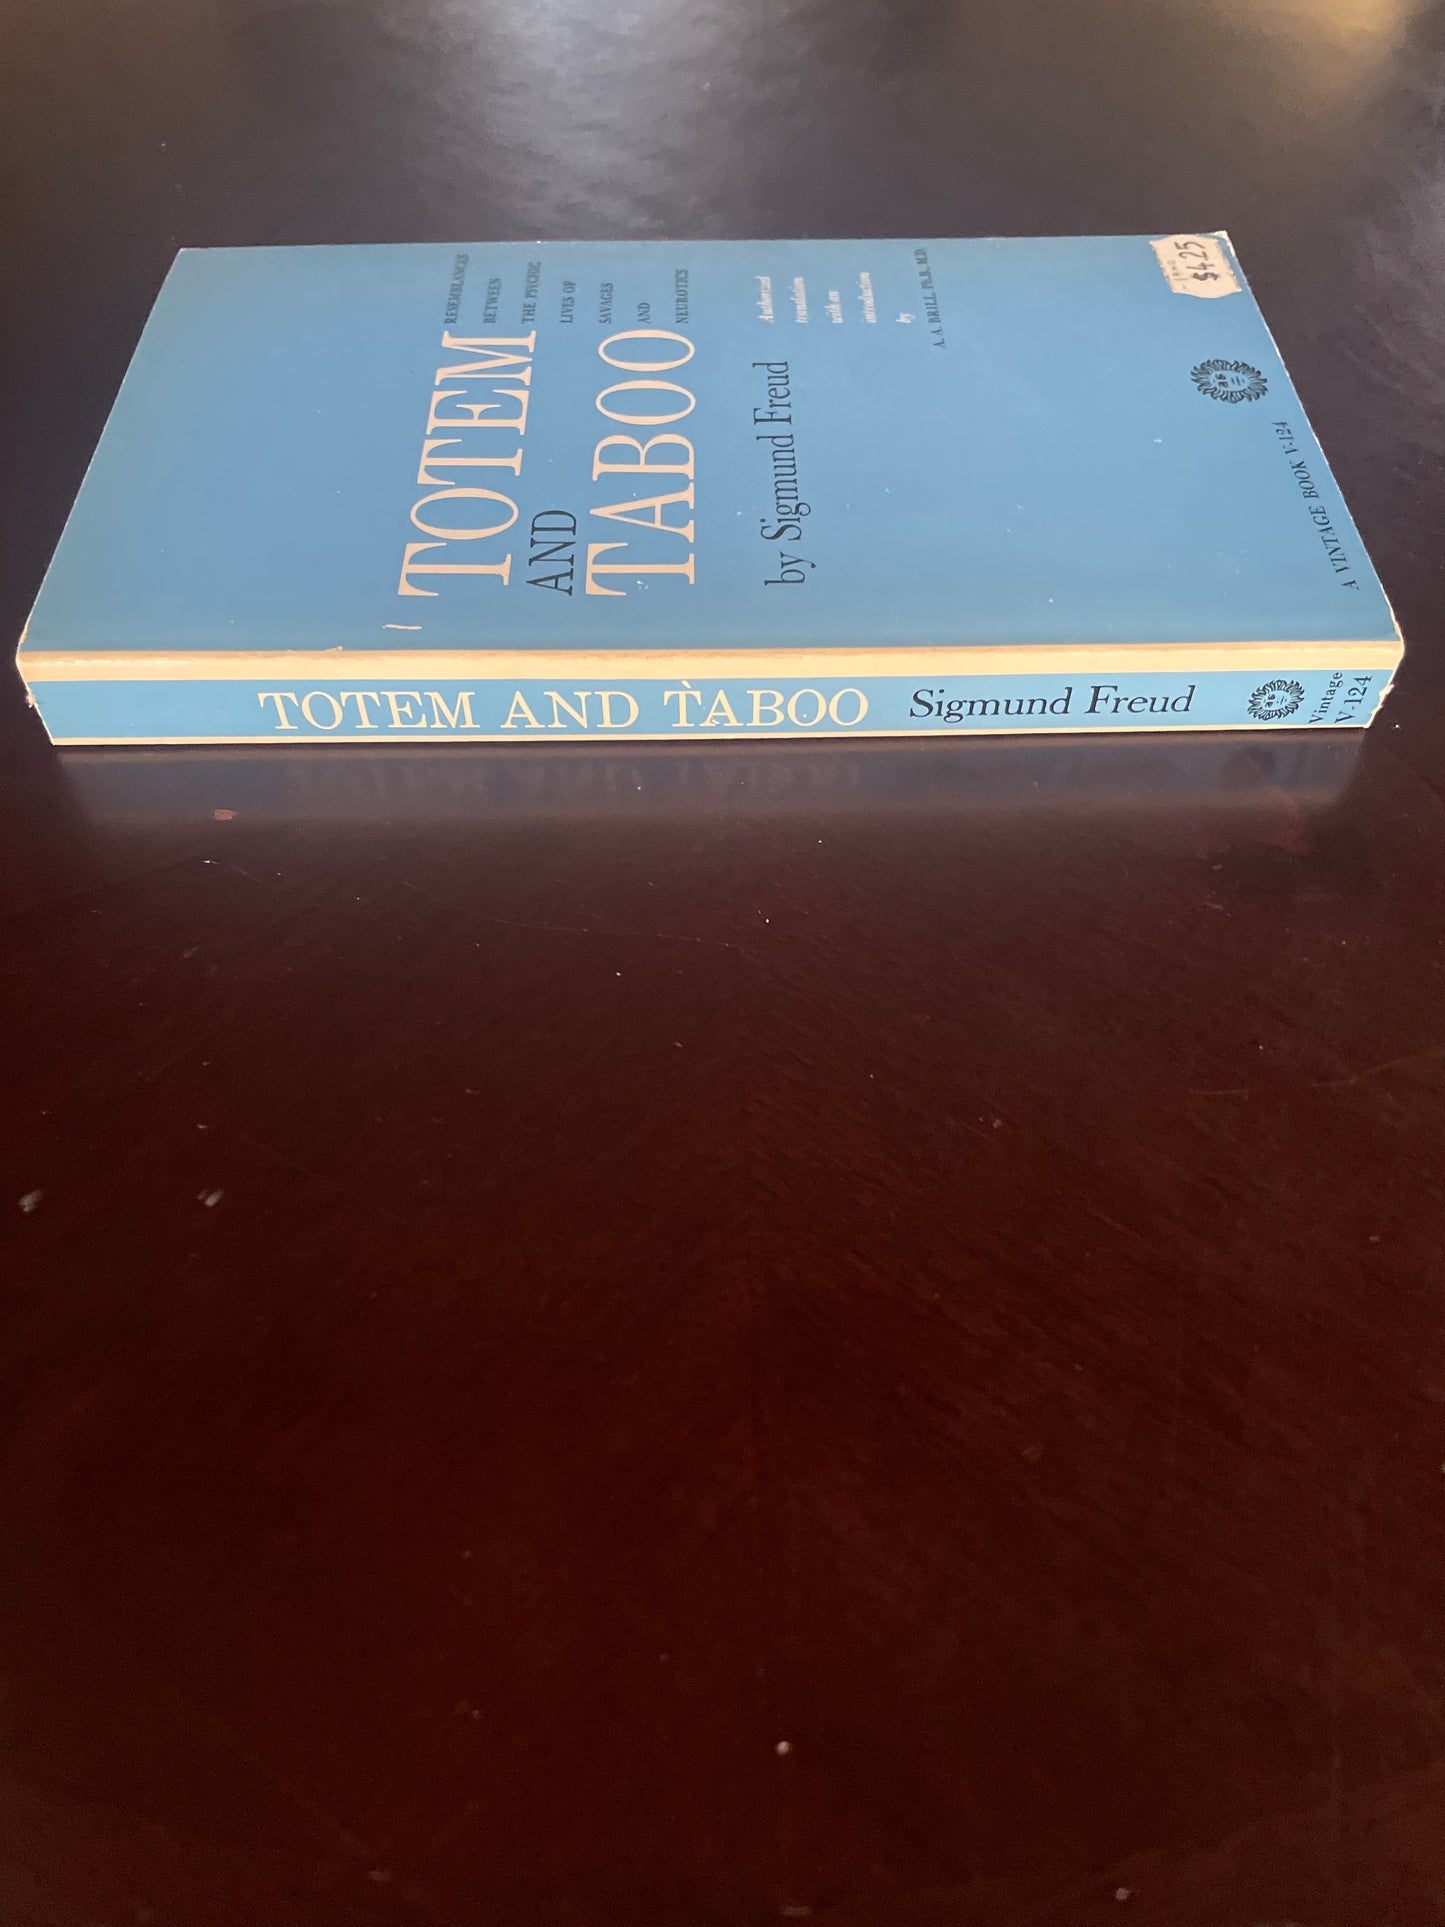 RESEMBLANCES
BETWEEN
THE PSYCHIC
LIVES OF
SAVAGES
AND
NEUROTICS
TOTEM
AND
TABOO
by Sigmund Freud
Authorized
translation
with an
introduction
by
A. A. BRILL, Ph.B., M.D.
$4.25
A VINTAGE BOOK V-124
TOTEM AND TABOO Sigmund Freud
Vintage
V-124